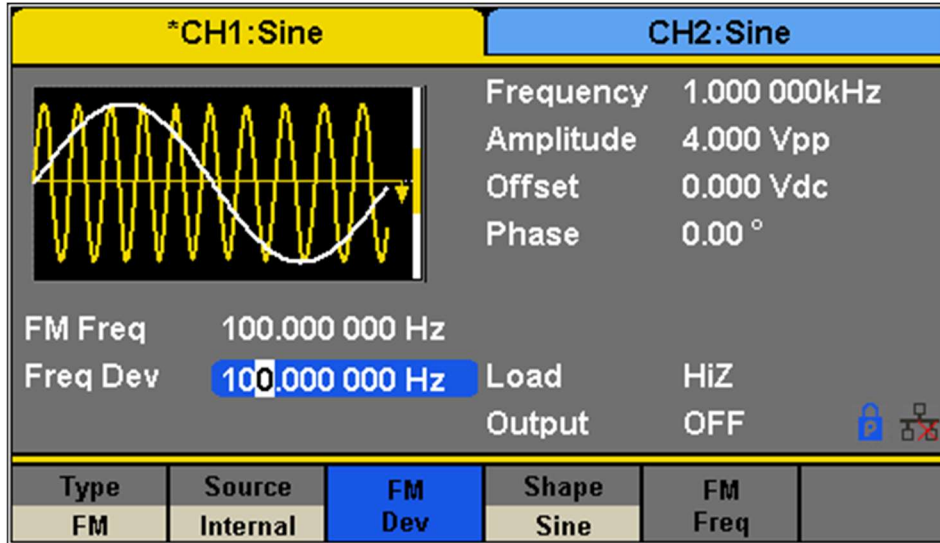 *CH1:Sine CH2:Sine
Frequency 1.000 000kHz
Amplitude 4.000 Vpp
Offset 0.000 Vdc
Phase 0.00 °
FM Freq 100.000 000 Hz
Freq Dev 100.000 000 Hz Load HiZ
Output OFF P
Type Source FM Shape FM
FM Internal Dev Sine Freq